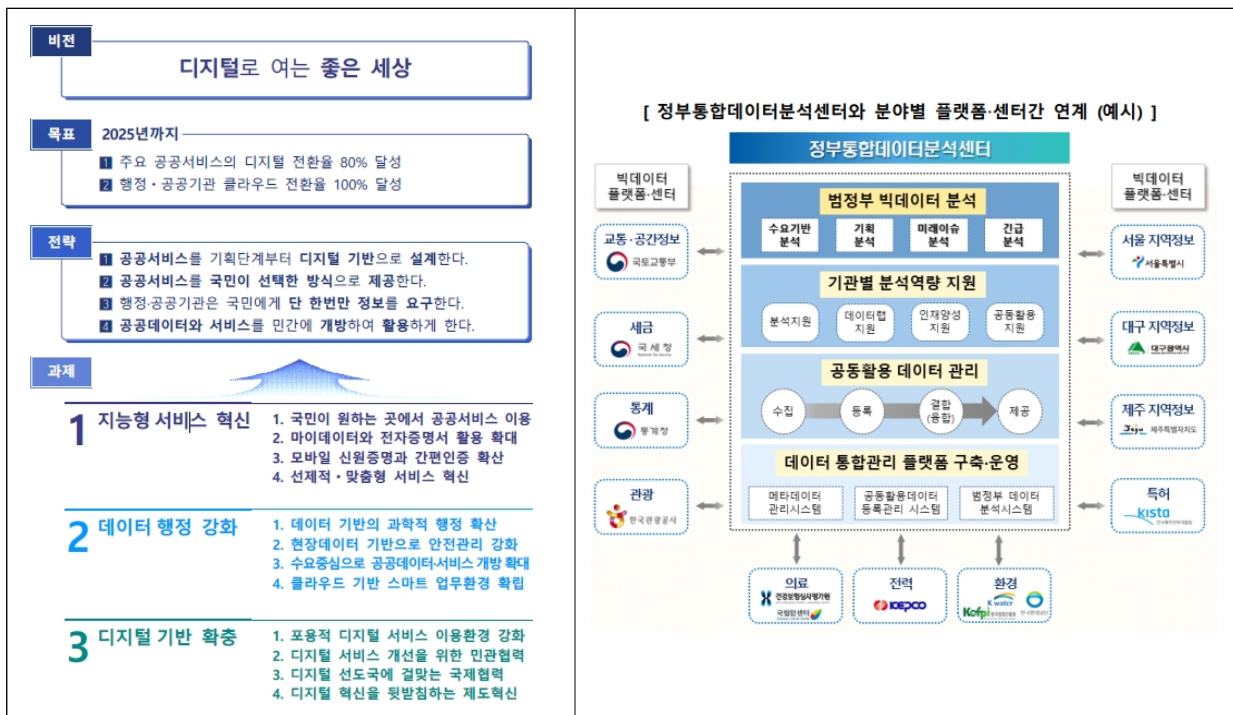 비전
디지털로 여는 좋은 세상
목표
2025년까지
1 주요 공공서비스의 디지털 전환율 80% 달성
2 행정・공공기관 클라우드 전환율 100% 달성
전략
1 공공서비스를 기획단계부터 디지털 기반으로 설계한다.
2 공공서비스를 국민이 선택한 방식으로 제공한다.
3 행정·공공기관은 국민에게 단 한번만 정보를 요구한다.
4 공공데이터와 서비스를 민간에 개방하여 활용하게 한다.
과제
1 지능형 서비스 혁신
1. 국민이 원하는 곳에서 공공서비스 이용
2. 마이데이터와 전자증명서 활용 확대
3. 모바일 신원증명과 간편인증 확산
4. 선제적・맞춤형 서비스 혁신
2 데이터 행정 강화
1. 데이터 기반의 과학적 행정 확산
2. 현장데이터 기반으로 안전관리 강화
3. 수요중심으로 공공데이터·서비스 개방 확대
4. 클라우드 기반 스마트 업무환경 확립
3 디지털 기반 확충
1. 포용적 디지털 서비스 이용환경 강화
2. 디지털 서비스 개선을 위한 민관협력
3. 디지털 선도국에 걸맞는 국제협력
4. 디지털 혁신을 뒷받침하는 제도혁신
[ 정부통합데이터분석센터와 분야별 플랫폼·센터간 연계 (예시) ]
정부통합데이터분석센터
빅데이터
플랫폼·센터
교통·공간정보
국토교통부
세금
국세청
통계
통계청
관광
한국관광공사
범정부 빅데이터 분석
수요기반
분석
기획
분석
미래이슈
분석
긴급
분석
기관별 분석역량 지원
분석지원
데이터랩
지원
인재양성
지원
공동활용
지원
공동활용 데이터 관리
수집
등록
결합
(융합)
제공
데이터 통합관리 플랫폼 구축·운영
메타데이터
관리시스템
공동활용데이터
등록관리 시스템
범정부 데이터
분석시스템
빅데이터
플랫폼·센터
서울 지역정보
서울특별시
대구 지역정보
대구광역시
제주 지역정보
Jeju 제주특별자치도
특허
kista
의료
건강보험심사평가원
국립암센터
전력
KEPCO
환경
K water
Kofpi